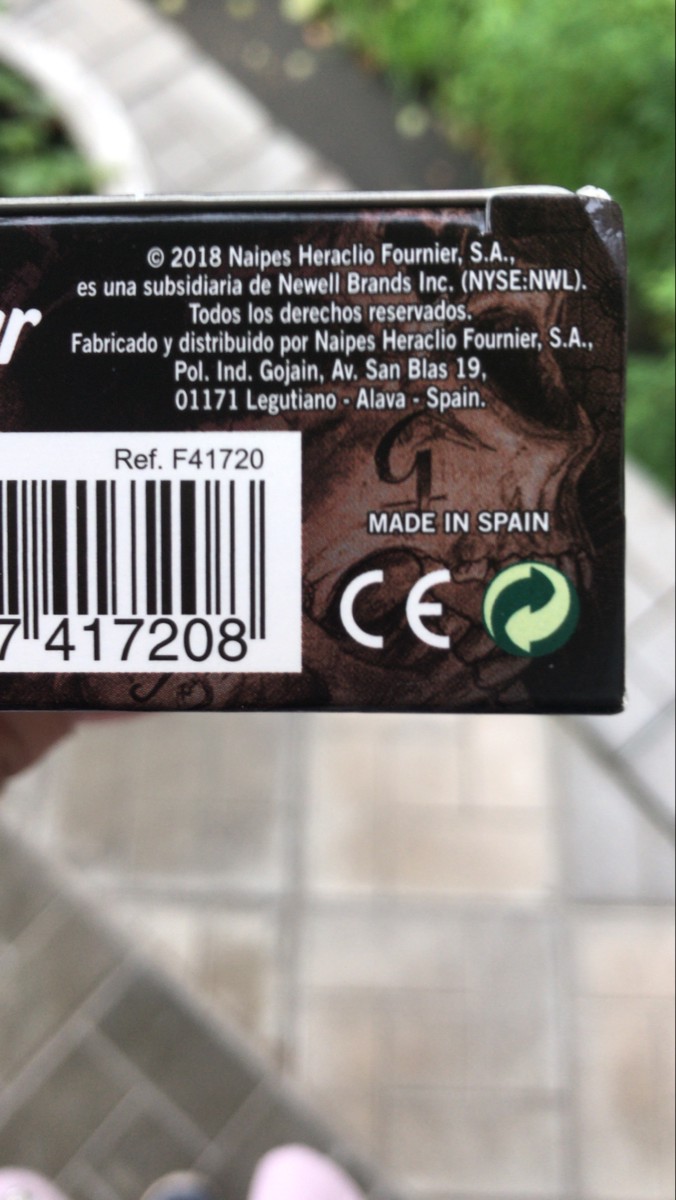 © 2018 Naipes Heraclio Fournier, S.A.,
es una subsidiaria de Newell Brands Inc. (NYSE:NWL).
Todos los derechos reservados.
Fabricado y distribuido por Naipes Heraclio Fournier, S.A.,
Pol. Ind. Gojain, Av. San Blas 19,
01171 Legutiano - Alava - Spain.
Ref. F41720
7 417208
MADE IN SPAIN
CE